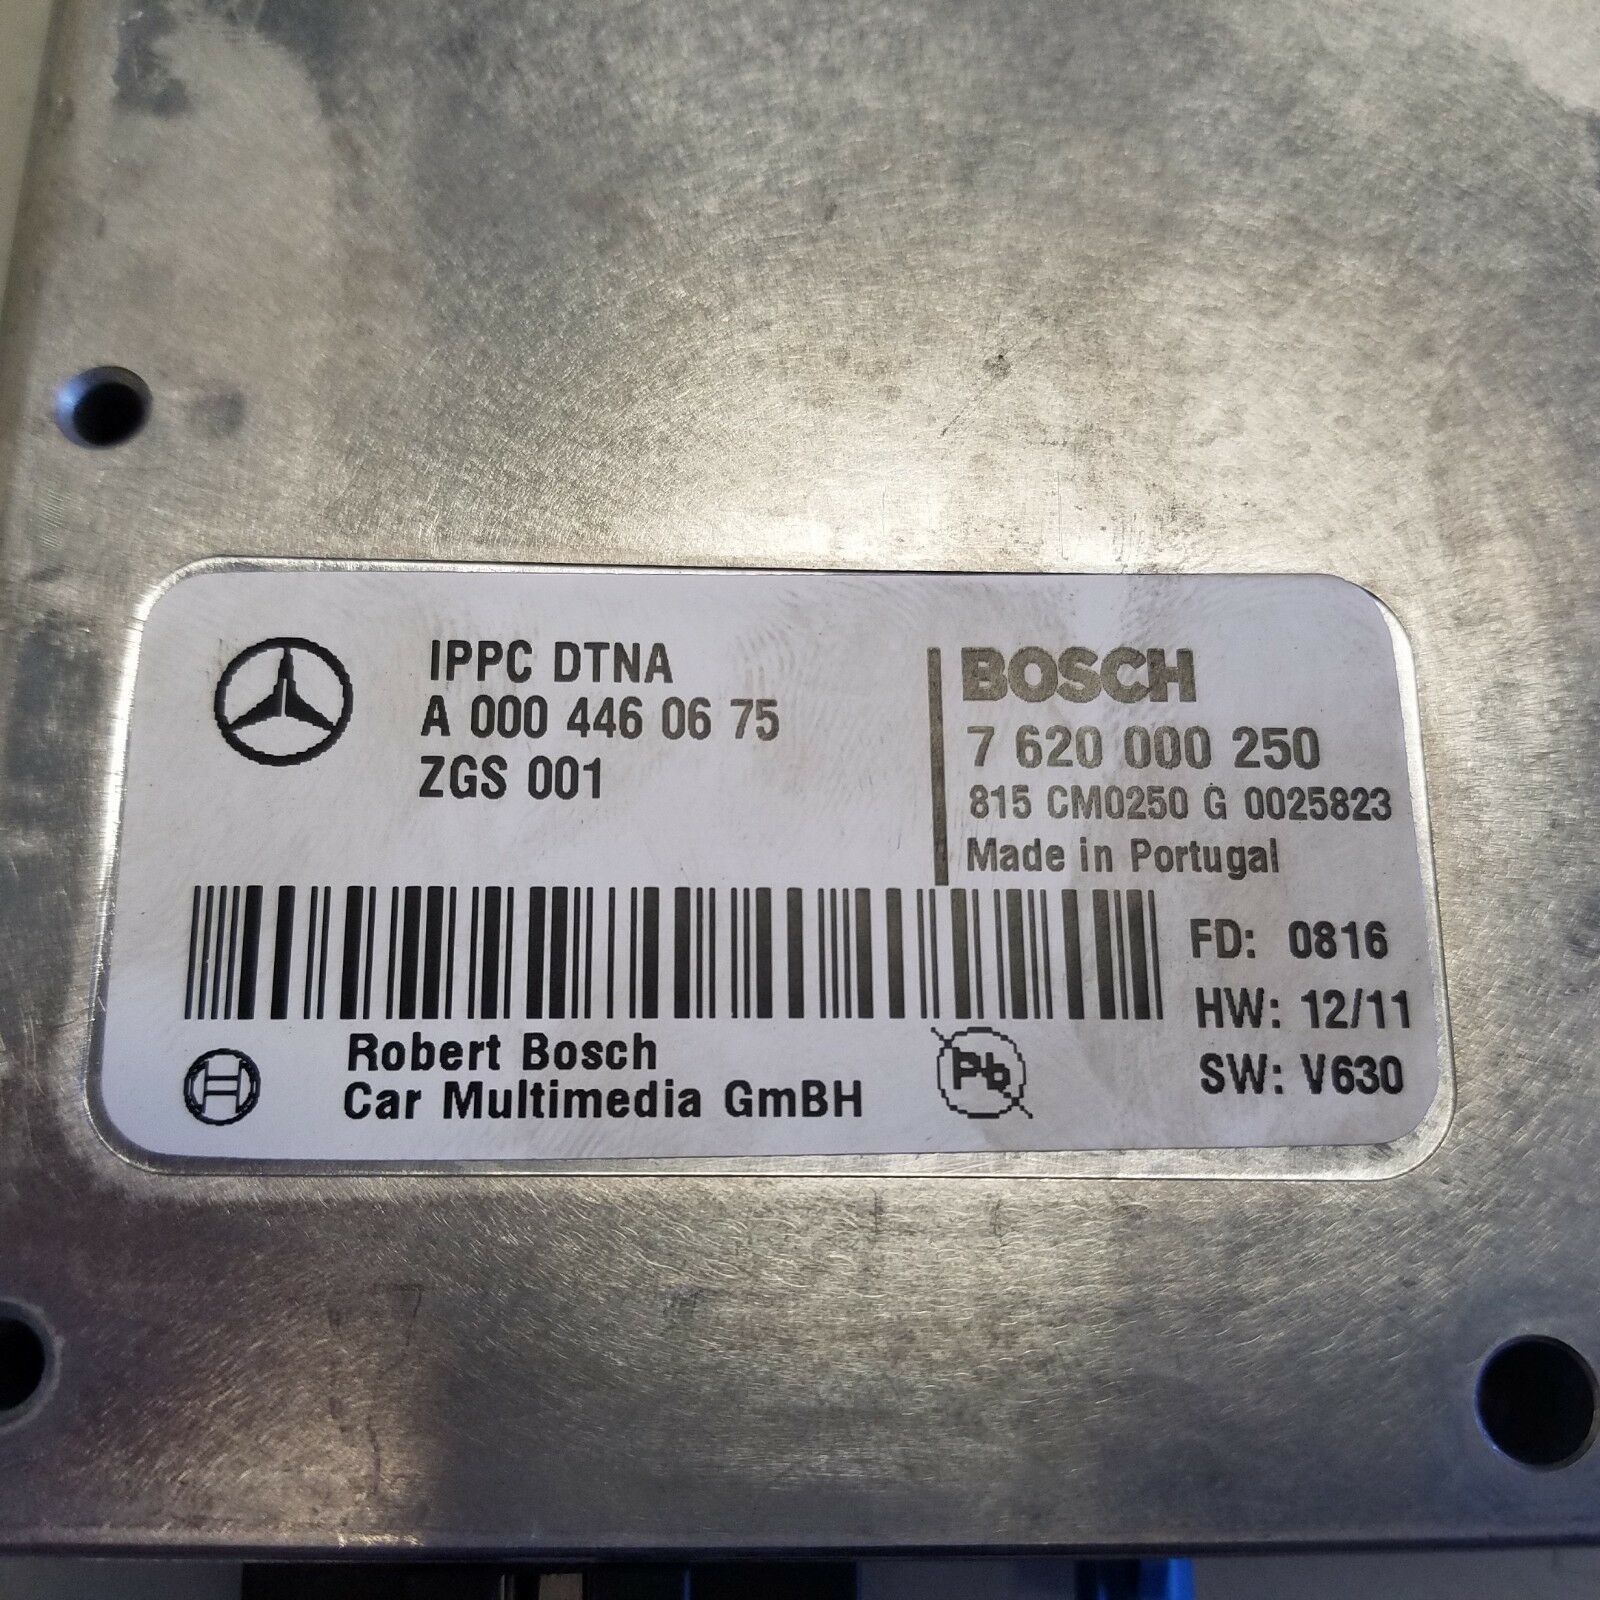 IPPC DTNA
A 000 446 06 75
ZGS 001
BOSCH
7 620 000 250
815 CM0250 G 0025823
Made in Portugal
FD: 0816
HW: 12/11
SW: V630
Robert Bosch
Car Multimedia GmBH
Pb